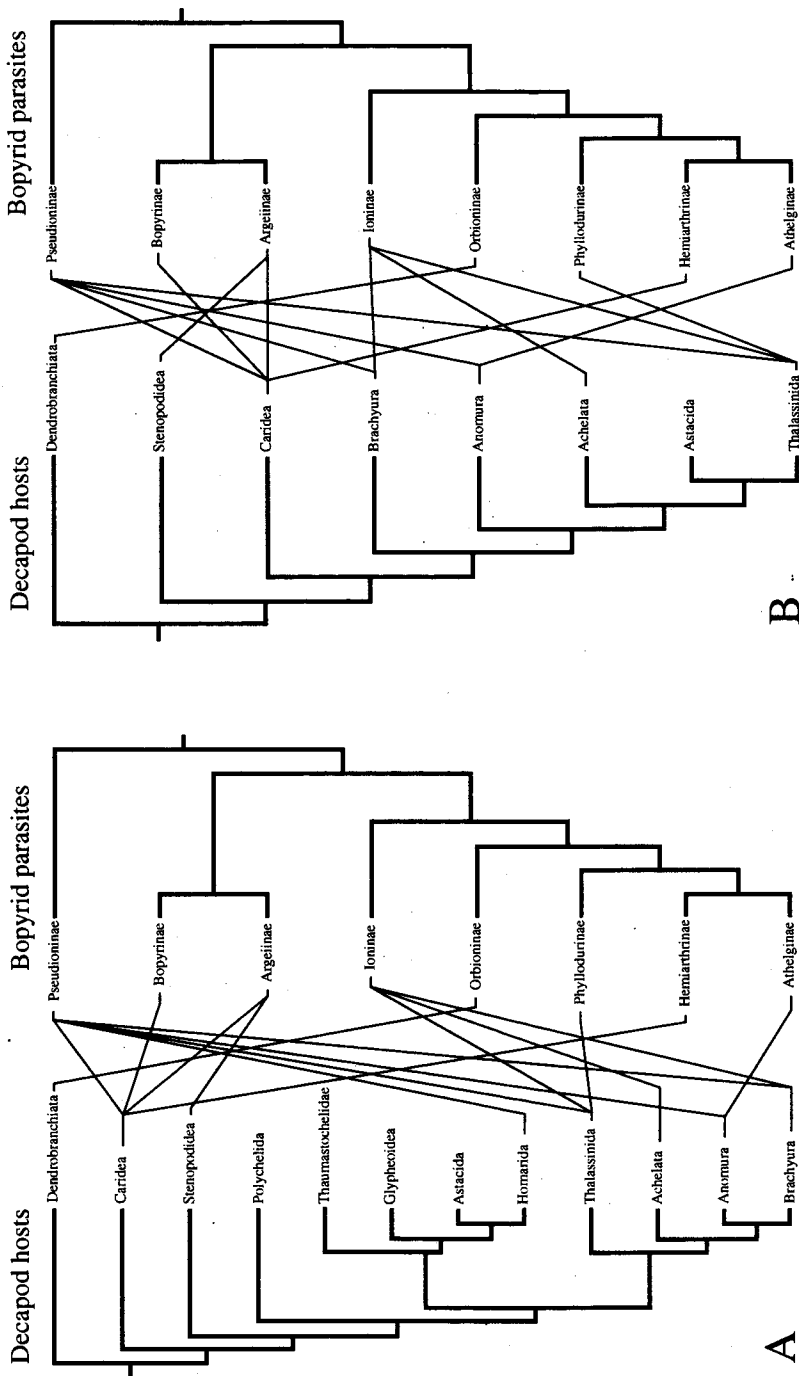 Decapod hosts
Bopyrid parasites
Dendrobranchiata
Stenopodidea
Caridea
Brachyura
Anomura
Achelata
Astacida
Thalassinida
Pseudioninae
Bopyrinae
Argeiinae
Ioninae
Orbioninae
Phyllodurinae
Hemiarthrinae
Athelginae
B
Decapod hosts
Bopyrid parasites
Dendrobranchiata
Caridea
Stenopodidea
Polychelida
Thaumastochelidae
Glypheoidea
Astacida
Homarida
Thalassinida
Achelata
Anomura
Brachyura
Pseudioninae
Bopyrinae
Argeiinae
Ioninae
Orbioninae
Phyllodurinae
Hemiarthrinae
Athelginae
A